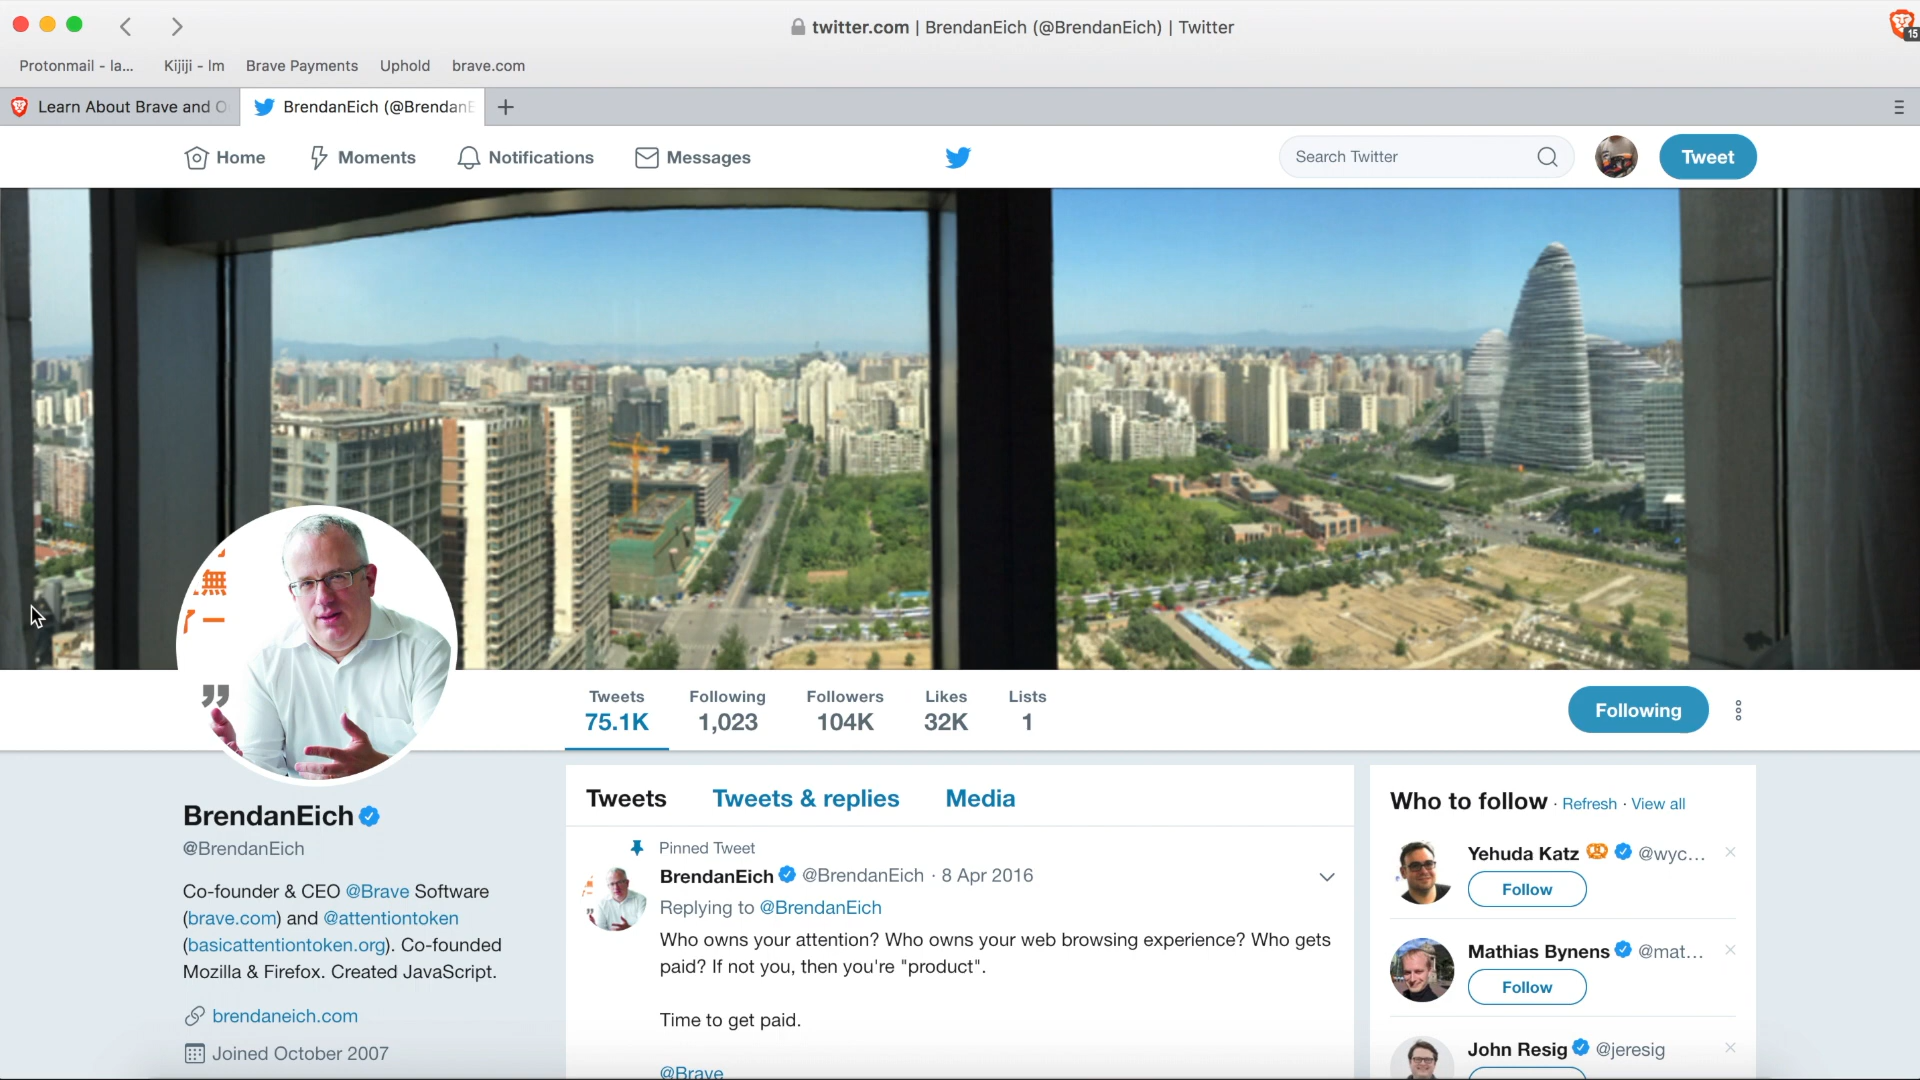 twitter.com | BrendanEich (@BrendanEich) | Twitter
15
Protonmail - la...
Kijiji - Im
Brave Payments
Uphold
brave.com
Learn About Brave and O
BrendanEich (@BrendanE
Home
Moments
Notifications
Messages
Search Twitter
Tweet
無
一
”
Tweets
75.1K
Following
1,023
Followers
104K
Likes
32K
Lists
1
Following
BrendanEich
@BrendanEich
Co-founder & CEO @Brave Software
(brave.com) and @attentiontoken
(basicattentiontoken.org). Co-founded
Mozilla & Firefox. Created JavaScript.
brendaneich.com
Joined October 2007
Tweets
Tweets & replies
Media
Pinned Tweet
BrendanEich @BrendanEich · 8 Apr 2016
Replying to @BrendanEich
Who owns your attention? Who owns your web browsing experience? Who gets
paid? If not you, then you're "product".
Time to get paid.
@Brave
Who to follow · Refresh · View all
Yehuda Katz @wyc...
Follow
Mathias Bynens @mat...
Follow
John Resig @jeresig